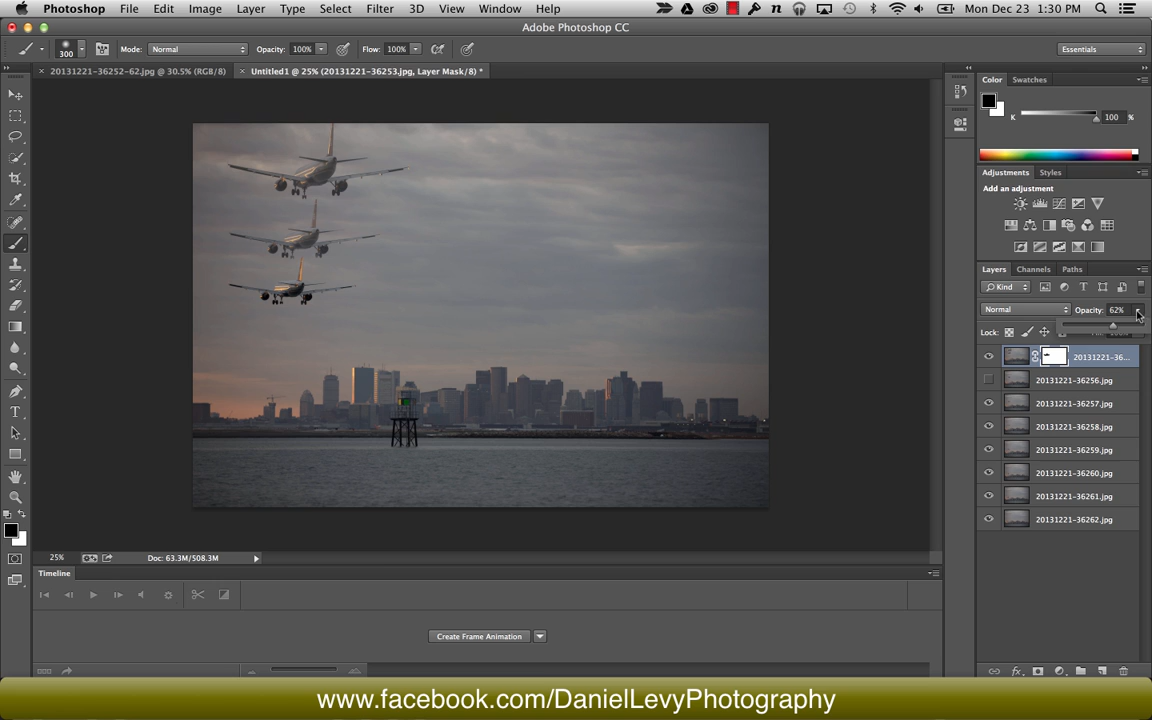 Photoshop File Edit Image Layer Type Select Filter 3D View Window Help Mon Dec 23 1:30 PM
Adobe Photoshop CC
300 Mode: Normal Opacity: 100% Flow: 100% Essentials
20131221-36252-62.jpg @ 30.5% (RGB/8) Untitled1 @ 25% (20131221-36253.jpg, Layer Mask/8) *
Color Swatches
K 100 %
Adjustments Styles
Add an adjustment
Layers Channels Paths
Kind
Normal Opacity: 62%
Lock:
20131221-36...
20131221-36256.jpg
20131221-36257.jpg
20131221-36258.jpg
20131221-36259.jpg
20131221-36260.jpg
20131221-36261.jpg
20131221-36262.jpg
25% Doc: 63.3M/508.3M
Timeline
Create Frame Animation
www.facebook.com/DanielLevyPhotography